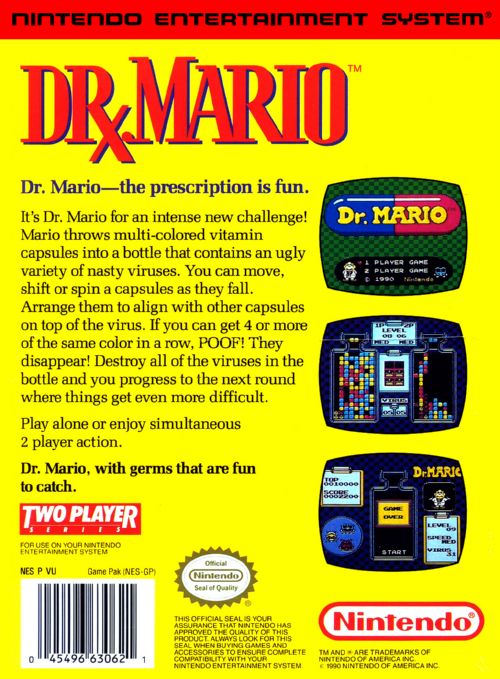 NINTENDO ENTERTAINMENT SYSTEM®
DR. MARIO™
Dr. Mario—the prescription is fun.
It's Dr. Mario for an intense new challenge!
Mario throws multi-colored vitamin
capsules into a bottle that contains an ugly
variety of nasty viruses. You can move,
shift or spin a capsules as they fall.
Arrange them to align with other capsules
on top of the virus. If you can get 4 or more
of the same color in a row, POOF! They
disappear! Destroy all of the viruses in the
bottle and you progress to the next round
where things get even more difficult.
Play alone or enjoy simultaneous
2 player action.
Dr. Mario, with germs that are fun
to catch.
TWO PLAYER
SERIES
FOR USE ON YOUR NINTENDO
ENTERTAINMENT SYSTEM
NES P VU Game Pak (NES-GP)
0 45496 63062 1
Official
Nintendo
Seal of Quality
®
THIS OFFICIAL SEAL IS YOUR
ASSURANCE THAT NINTENDO HAS
APPROVED THE QUALITY OF THIS
PRODUCT. ALWAYS LOOK FOR THIS
SEAL WHEN BUYING GAMES AND
ACCESSORIES TO ENSURE COMPLETE
COMPATIBILITY WITH YOUR
NINTENDO ENTERTAINMENT SYSTEM.
Dr. MARIO
1 PLAYER GAME
2 PLAYER GAME
© 1990 Nintendo
1P 2P
LEVEL
08 06
MED MED
VIRUS
05 05
Dr. MARIO
TOP
0010000
SCORE
0002200
GAME
OVER
START
LEVEL
09
SPEED
MED
VIRUS
31
Nintendo®
TM AND ® ARE TRADEMARKS OF
NINTENDO OF AMERICA INC.
© 1990 NINTENDO OF AMERICA INC.